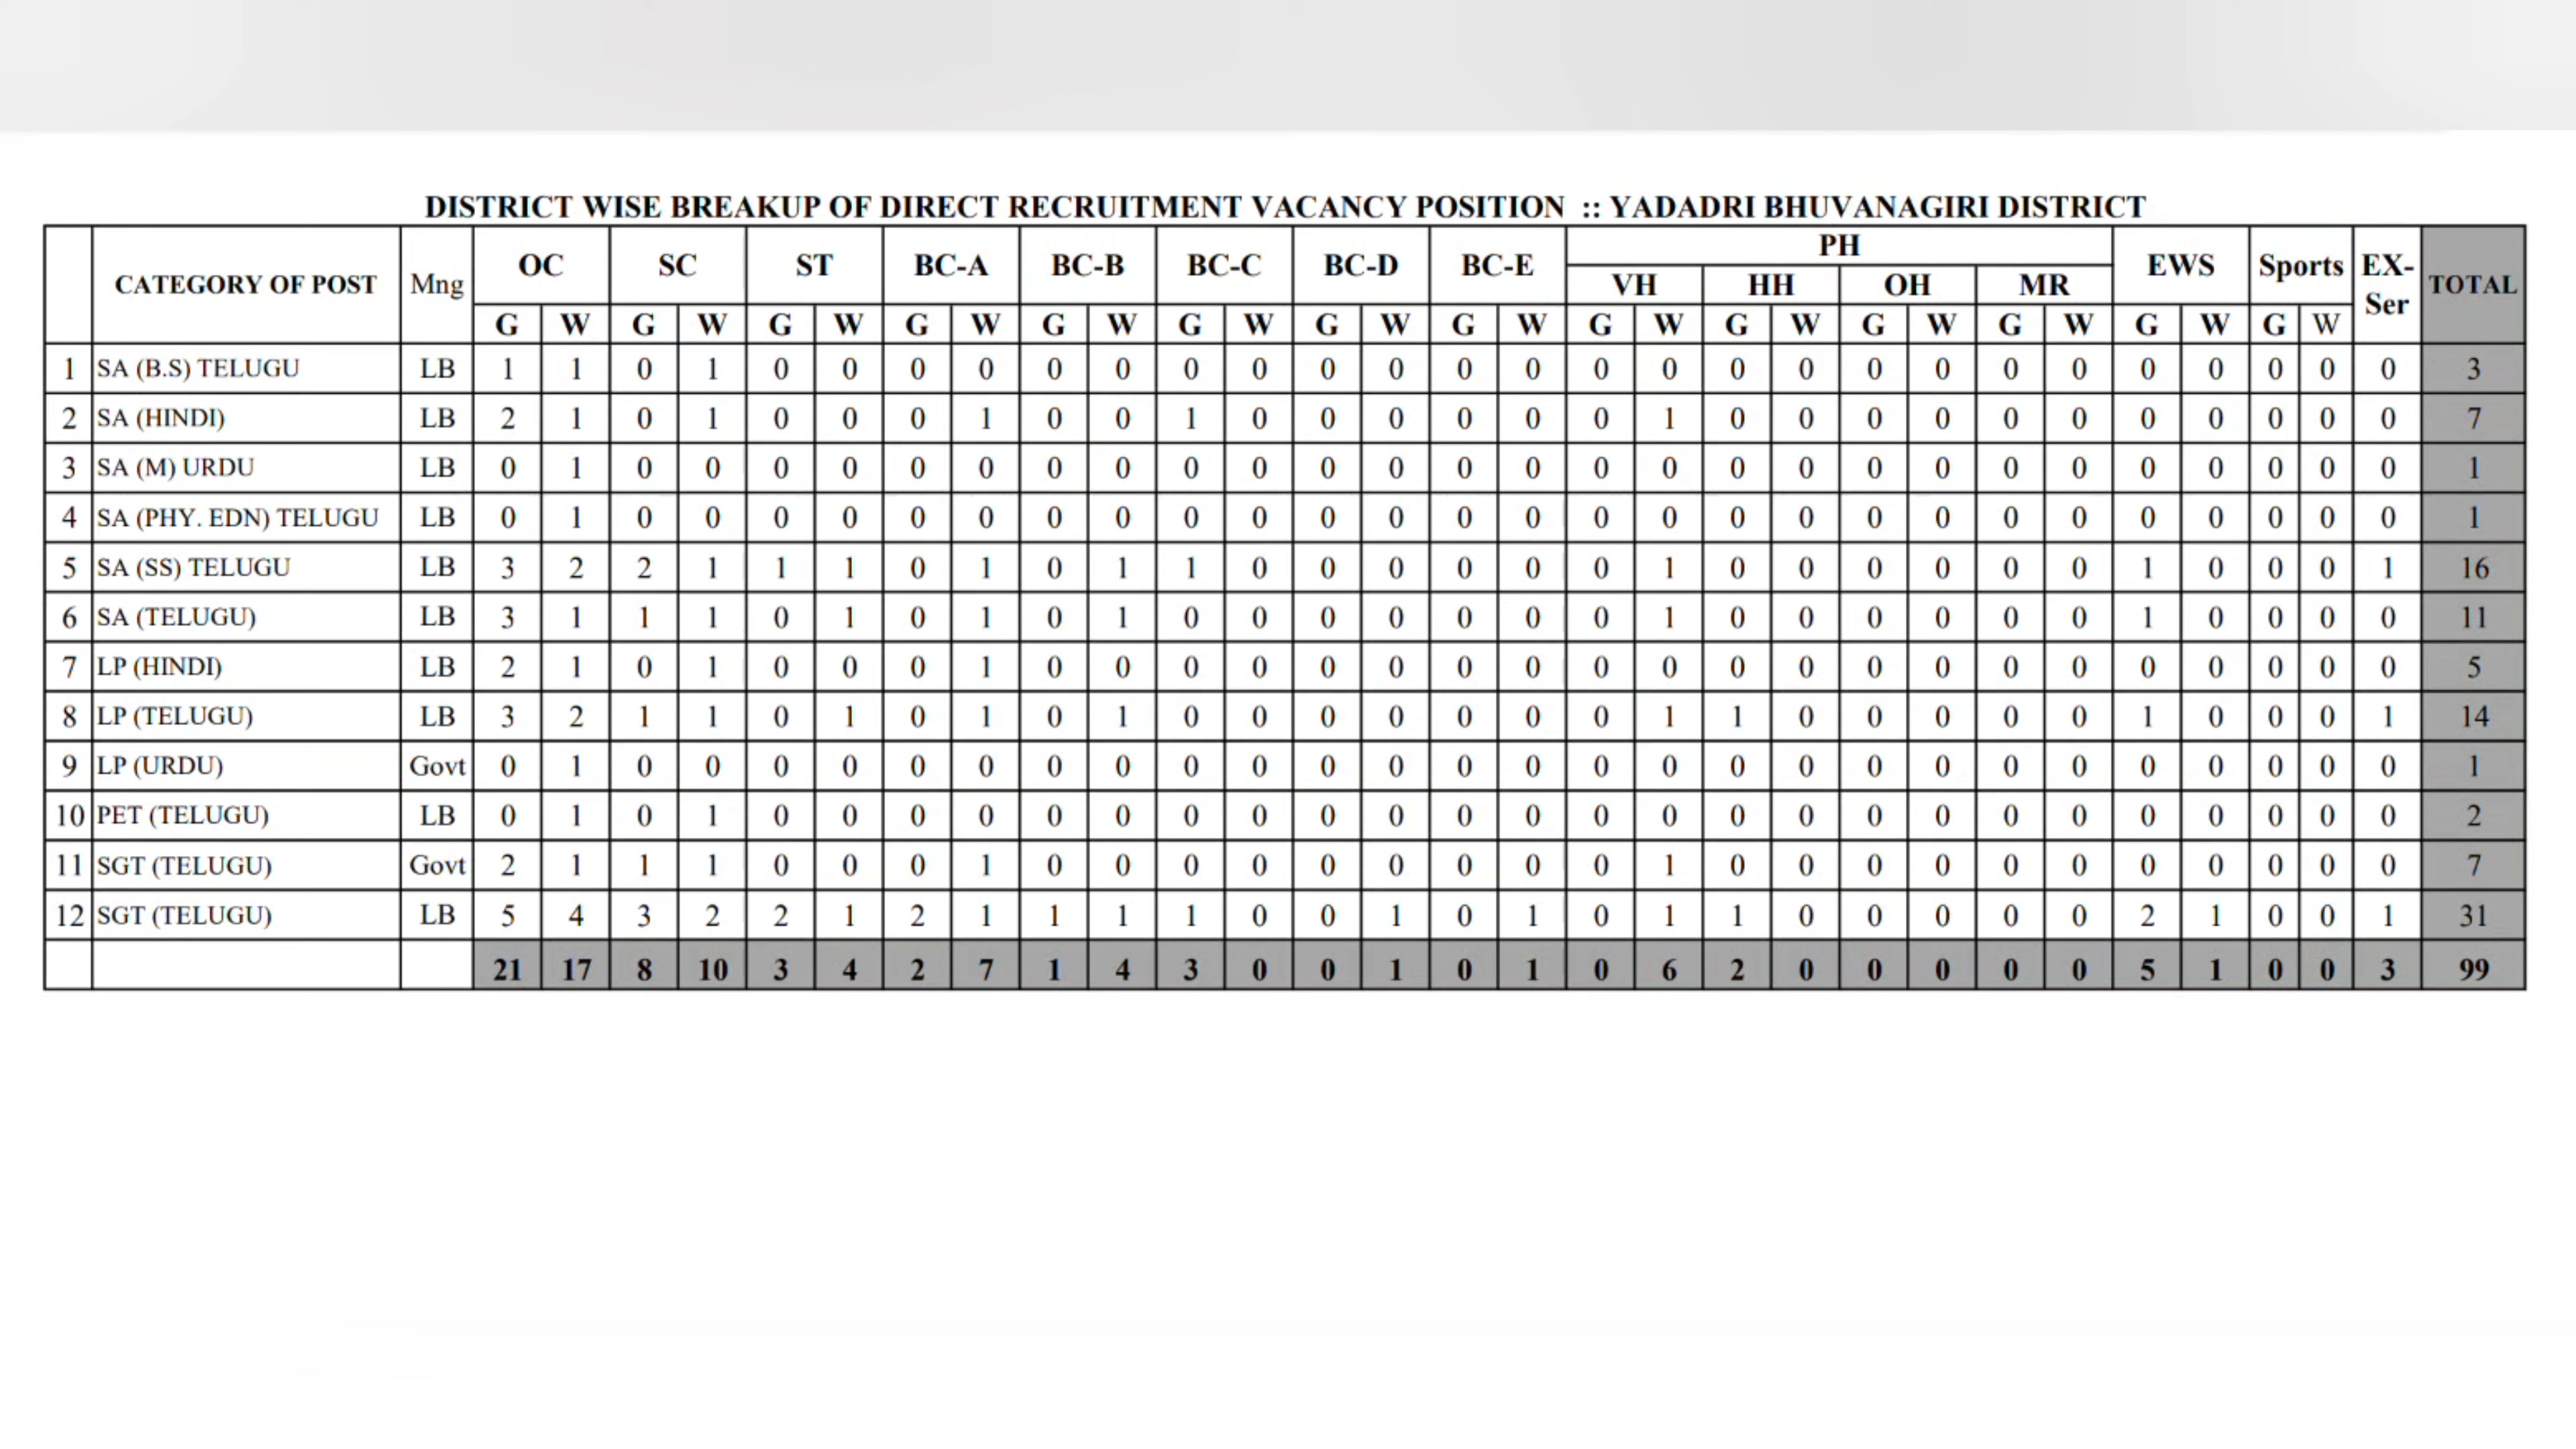 DISTRICT WISE BREAKUP OF DIRECT RECRUITMENT VACANCY POSITION :: YADADRI BHUVANAGIRI DISTRICT
CATEGORY OF POST Mng OC SC ST BC-A BC-B BC-C BC-D BC-E PH EWS Sports EX-Ser TOTAL
VH HH OH MR
G W G W G W G W G W G W G W G W G W G W G W G W G W G W
1 SA (B.S) TELUGU LB 1 1 0 1 0 0 0 0 0 0 0 0 0 0 0 0 0 0 0 0 0 0 0 0 0 0 0 0 0 3
2 SA (HINDI) LB 2 1 0 1 0 0 0 1 0 0 1 0 0 0 0 0 0 1 0 0 0 0 0 0 0 0 0 0 0 7
3 SA (M) URDU LB 0 1 0 0 0 0 0 0 0 0 0 0 0 0 0 0 0 0 0 0 0 0 0 0 0 0 0 0 0 1
4 SA (PHY. EDN) TELUGU LB 0 1 0 0 0 0 0 0 0 0 0 0 0 0 0 0 0 0 0 0 0 0 0 0 0 0 0 0 0 1
5 SA (SS) TELUGU LB 3 2 2 1 1 1 0 1 0 1 1 0 0 0 0 0 0 1 0 0 0 0 0 0 1 0 0 0 1 16
6 SA (TELUGU) LB 3 1 1 1 0 1 0 1 0 1 0 0 0 0 0 0 0 1 0 0 0 0 0 0 1 0 0 0 0 11
7 LP (HINDI) LB 2 1 0 1 0 0 0 1 0 0 0 0 0 0 0 0 0 0 0 0 0 0 0 0 0 0 0 0 0 5
8 LP (TELUGU) LB 3 2 1 1 0 1 0 1 0 1 0 0 0 0 0 0 0 1 1 0 0 0 0 0 1 0 0 0 1 14
9 LP (URDU) Govt 0 1 0 0 0 0 0 0 0 0 0 0 0 0 0 0 0 0 0 0 0 0 0 0 0 0 0 0 0 1
10 PET (TELUGU) LB 0 1 0 1 0 0 0 0 0 0 0 0 0 0 0 0 0 0 0 0 0 0 0 0 0 0 0 0 0 2
11 SGT (TELUGU) Govt 2 1 1 1 0 0 0 1 0 0 0 0 0 0 0 0 0 1 0 0 0 0 0 0 0 0 0 0 0 7
12 SGT (TELUGU) LB 5 4 3 2 2 1 2 1 1 1 1 0 0 1 0 1 0 1 1 0 0 0 0 0 2 1 0 0 1 31
21 17 8 10 3 4 2 7 1 4 3 0 0 1 0 1 0 6 2 0 0 0 0 0 5 1 0 0 3 99